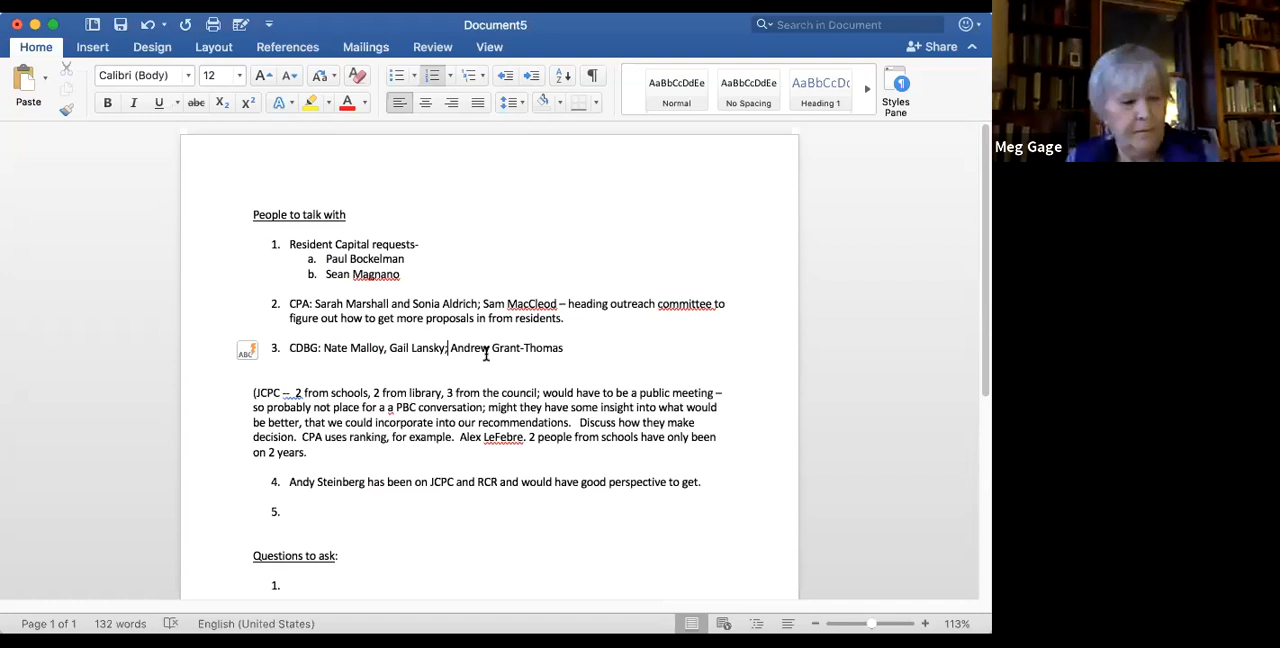 Document5
Search in Document
Home Insert Design Layout References Mailings Review View
Share
Paste
Calibri (Body) 12
AaBbCcDdEe AaBbCcDdEe AaBbCcDc
Normal No Spacing Heading 1
Styles Pane
Meg Gage
People to talk with
1. Resident Capital requests-
a. Paul Bockelman
b. Sean Magnano
2. CPA: Sarah Marshall and Sonia Aldrich; Sam MacCleod – heading outreach committee to
figure out how to get more proposals in from residents.
3. CDBG: Nate Malloy, Gail Lansky; Andrew Grant-Thomas
(JCPC – 2 from schools, 2 from library, 3 from the council; would have to be a public meeting –
so probably not place for a a PBC conversation; might they have some insight into what would
be better, that we could incorporate into our recommendations. Discuss how they make
decision. CPA uses ranking, for example. Alex LeFebre. 2 people from schools have only been
on 2 years.
4. Andy Steinberg has been on JCPC and RCR and would have good perspective to get.
5.
Questions to ask:
1.
Page 1 of 1 132 words English (United States) 113%